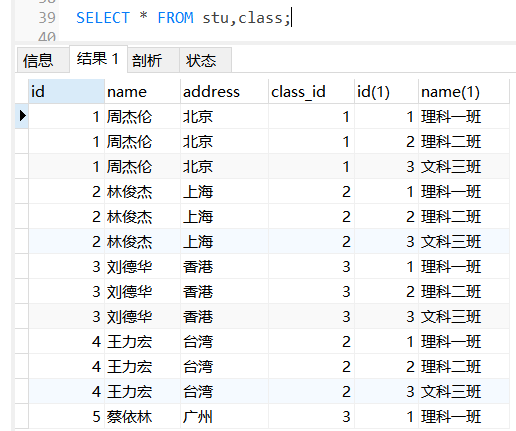 39 SELECT * FROM stu,class;
40
信息 结果 1 剖析 状态
id name address class_id id(1) name(1)
1 周杰伦 北京 1 1 理科一班
1 周杰伦 北京 1 2 理科二班
1 周杰伦 北京 1 3 文科三班
2 林俊杰 上海 2 1 理科一班
2 林俊杰 上海 2 2 理科二班
2 林俊杰 上海 2 3 文科三班
3 刘德华 香港 3 1 理科一班
3 刘德华 香港 3 2 理科二班
3 刘德华 香港 3 3 文科三班
4 王力宏 台湾 2 1 理科一班
4 王力宏 台湾 2 2 理科二班
4 王力宏 台湾 2 3 文科三班
5 蔡依林 广州 3 1 理科一班